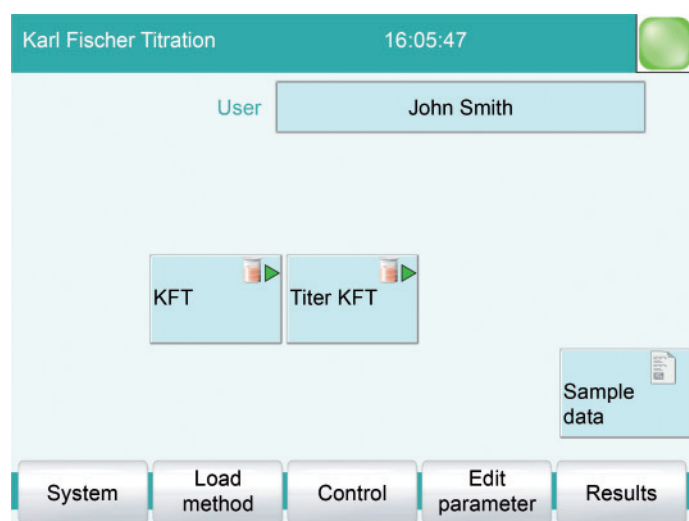 Karl Fischer Titration 16:05:47
User John Smith
KFT Titer KFT
Sample
data
System Load
method Control Edit
parameter Results